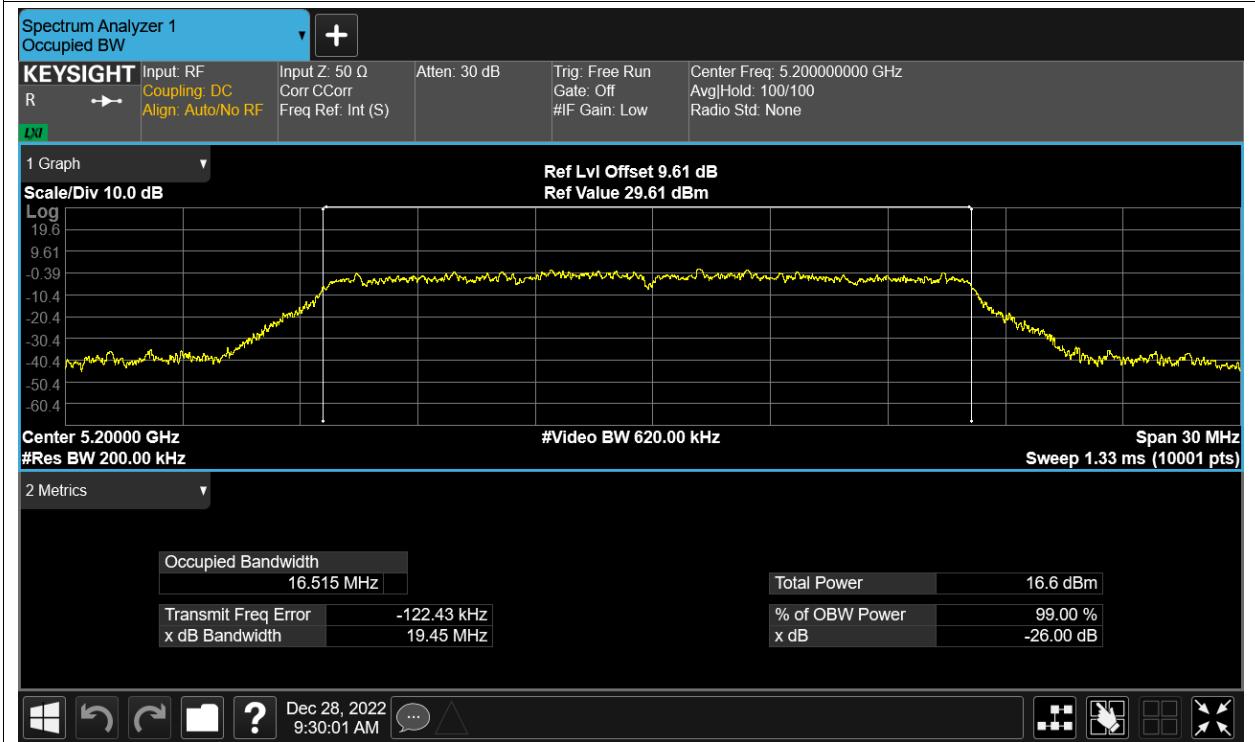 Spectrum Analyzer 1
Occupied BW
KEYSIGHT
R
LXI
Input: RF
Coupling: DC
Align: Auto/No RF
Input Z: 50 Ω
Corr CCorr
Freq Ref: Int (S)
Atten: 30 dB
Trig: Free Run
Gate: Off
#IF Gain: Low
Center Freq: 5.200000000 GHz
Avg|Hold: 100/100
Radio Std: None
1 Graph
Scale/Div 10.0 dB
Ref Lvl Offset 9.61 dB
Ref Value 29.61 dBm
Log
19.6
9.61
-0.39
-10.4
-20.4
-30.4
-40.4
-50.4
-60.4
Center 5.20000 GHz
#Res BW 200.00 kHz
#Video BW 620.00 kHz
Span 30 MHz
Sweep 1.33 ms (10001 pts)
2 Metrics
Occupied Bandwidth
16.515 MHz
Transmit Freq Error -122.43 kHz
x dB Bandwidth 19.45 MHz
Total Power 16.6 dBm
% of OBW Power 99.00 %
x dB -26.00 dB
?
Dec 28, 2022
9:30:01 AM